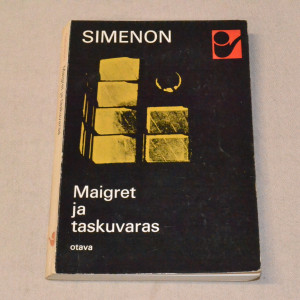 SIMENON
Maigret
ja
taskuvaras
otava